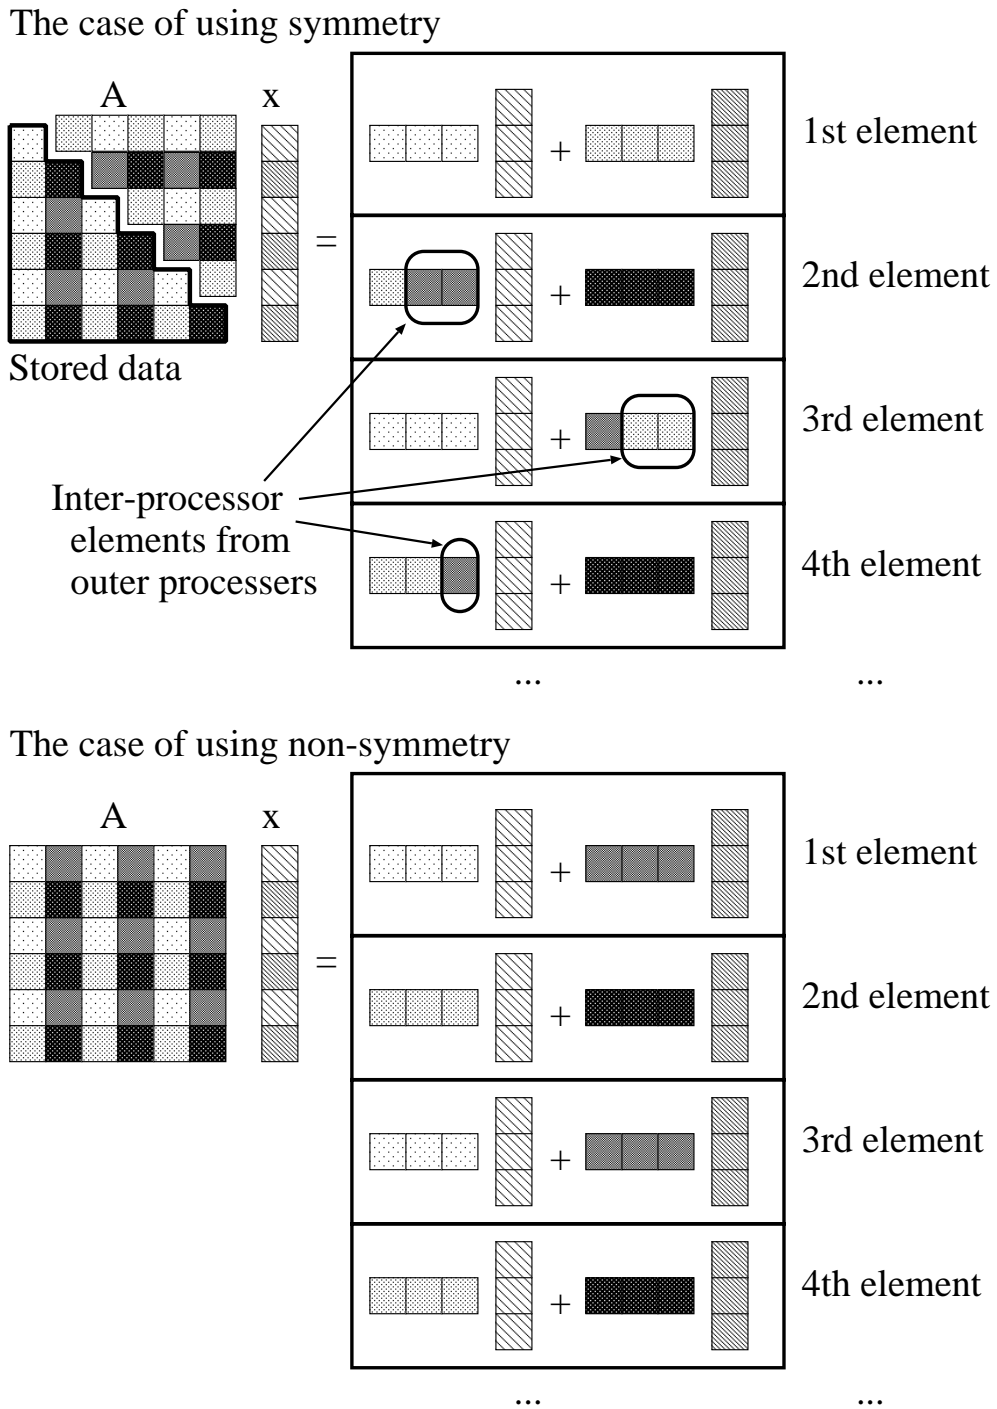 The case of using symmetry
A x
=
Stored data
+
1st element
+
2nd element
+
3rd element
+
4th element
Inter-processor
elements from
outer processers
... ...
The case of using non-symmetry
A x
=
+
1st element
+
2nd element
+
3rd element
+
4th element
... ...